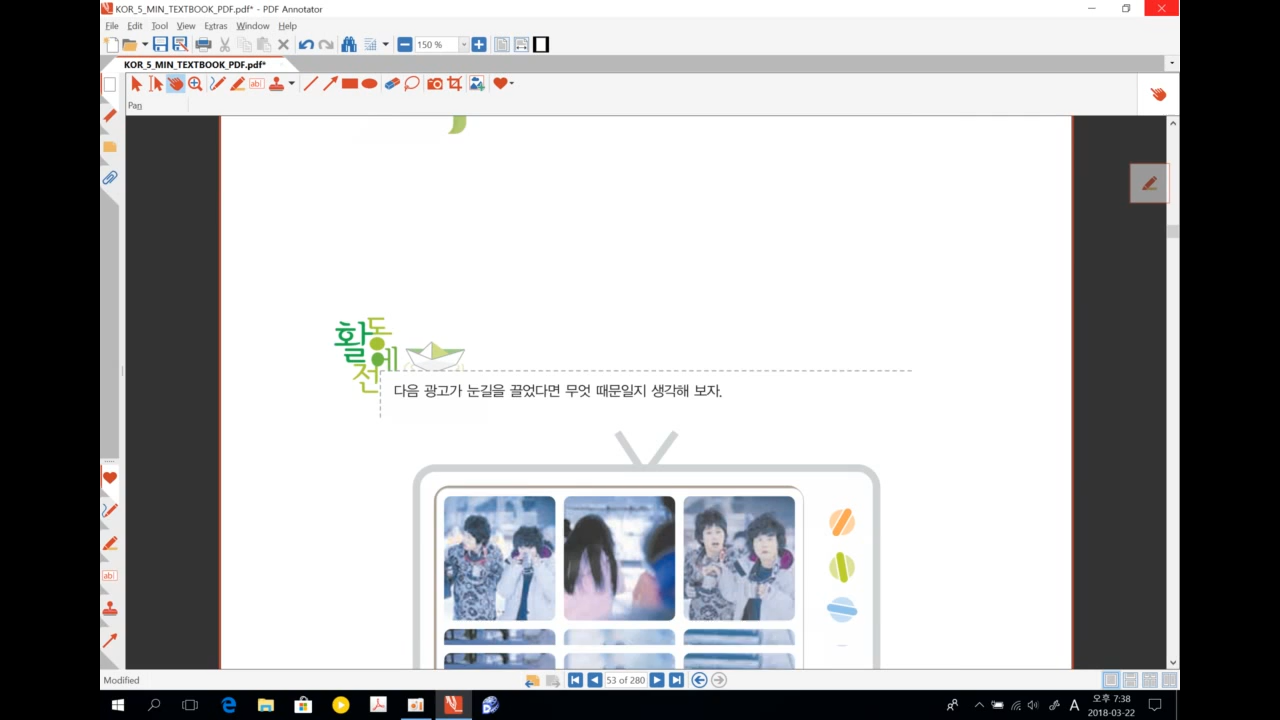 KOR_5_MIN_TEXTBOOK_PDF.pdf* - PDF Annotator
File Edit Tool View Extras Window Help
150 %
KOR_5_MIN_TEXTBOOK_PDF.pdf*
Pan
활동
전에
다음 광고가 눈길을 끌었다면 무엇 때문일지 생각해 보자.
Modified
53 of 280
A
오후 7:38
2018-03-22